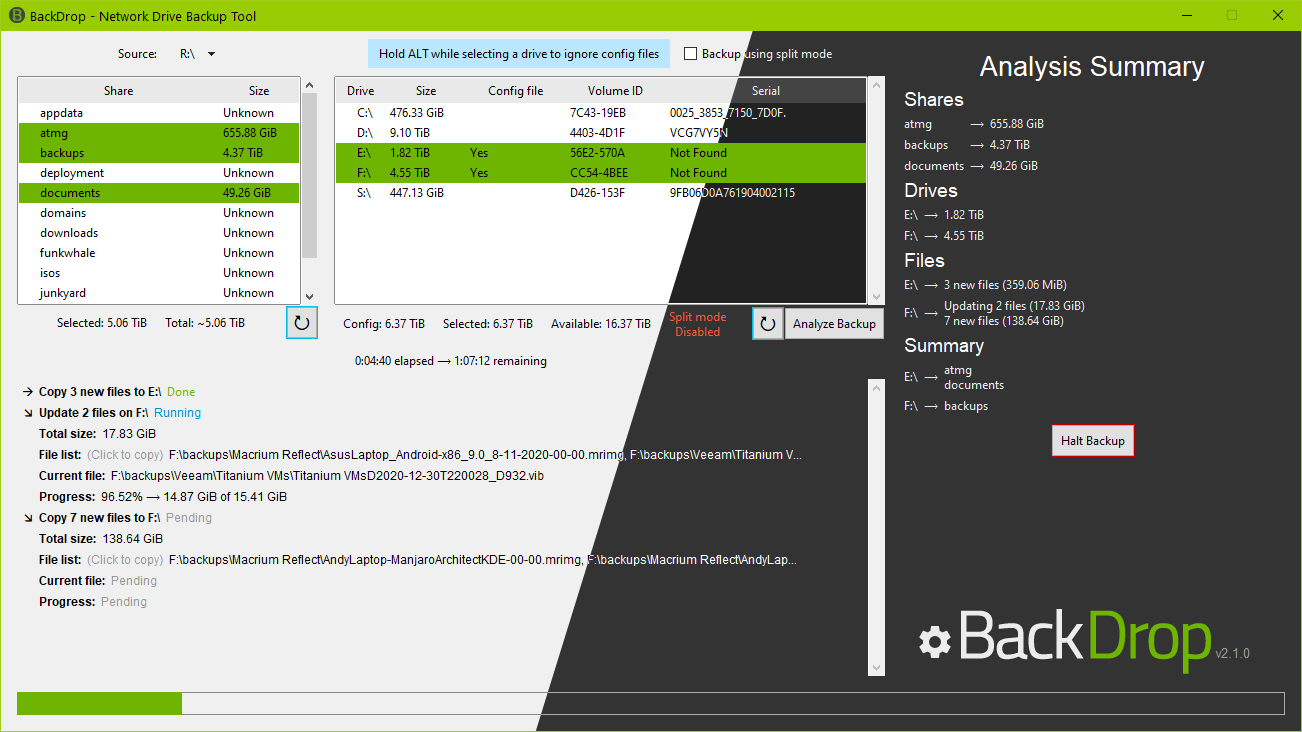 BackDrop - Network Drive Backup Tool
Source: R:\
Hold ALT while selecting a drive to ignore config files
Backup using split mode
Share Size
appdata Unknown
atmg 655.88 GiB
backups 4.37 TiB
deployment Unknown
documents 49.26 GiB
domains Unknown
downloads Unknown
funkwhale Unknown
isos Unknown
junkyard Unknown
Selected: 5.06 TiB Total: ~5.06 TiB
Drive Size Config file Volume ID Serial
C:\ 476.33 GiB 7C43-19EB 0025_3853_7150_7D0F.
D:\ 9.10 TiB 4403-4D1F VCG7VY5N
E:\ 1.82 TiB Yes 56E2-570A Not Found
F:\ 4.55 TiB Yes CC54-4BEE Not Found
S:\ 447.13 GiB D426-153F 9FB06D0A761904002115
Config: 6.37 TiB Selected: 6.37 TiB Available: 16.37 TiB
Split mode
Disabled
Analyze Backup
0:04:40 elapsed → 1:07:12 remaining
→ Copy 3 new files to E:\ Done
↘ Update 2 files on F:\ Running
Total size: 17.83 GiB
File list: (Click to copy) F:\backups\Macrium Reflect\AsusLaptop_Android-x86_9.0_8-11-2020-00-00.mrimg, F:\backups\Veeam\Titanium V...
Current file: F:\backups\Veeam\Titanium VMs\Titanium VMsD2020-12-30T220028_D932.vib
Progress: 96.52% → 14.87 GiB of 15.41 GiB
↘ Copy 7 new files to F:\ Pending
Total size: 138.64 GiB
File list: (Click to copy) F:\backups\Macrium Reflect\AndyLaptop-ManjaroArchitectKDE-00-00.mrimg, F:\backups\Macrium Reflect\AndyLap...
Current file: Pending
Progress: Pending
Analysis Summary
Shares
atmg → 655.88 GiB
backups → 4.37 TiB
documents → 49.26 GiB
Drives
E:\ → 1.82 TiB
F:\ → 4.55 TiB
Files
E:\ → 3 new files (359.06 MiB)
F:\ → Updating 2 files (17.83 GiB)
7 new files (138.64 GiB)
Summary
E:\ → atmg
documents
F:\ → backups
Halt Backup
BackDrop v2.1.0